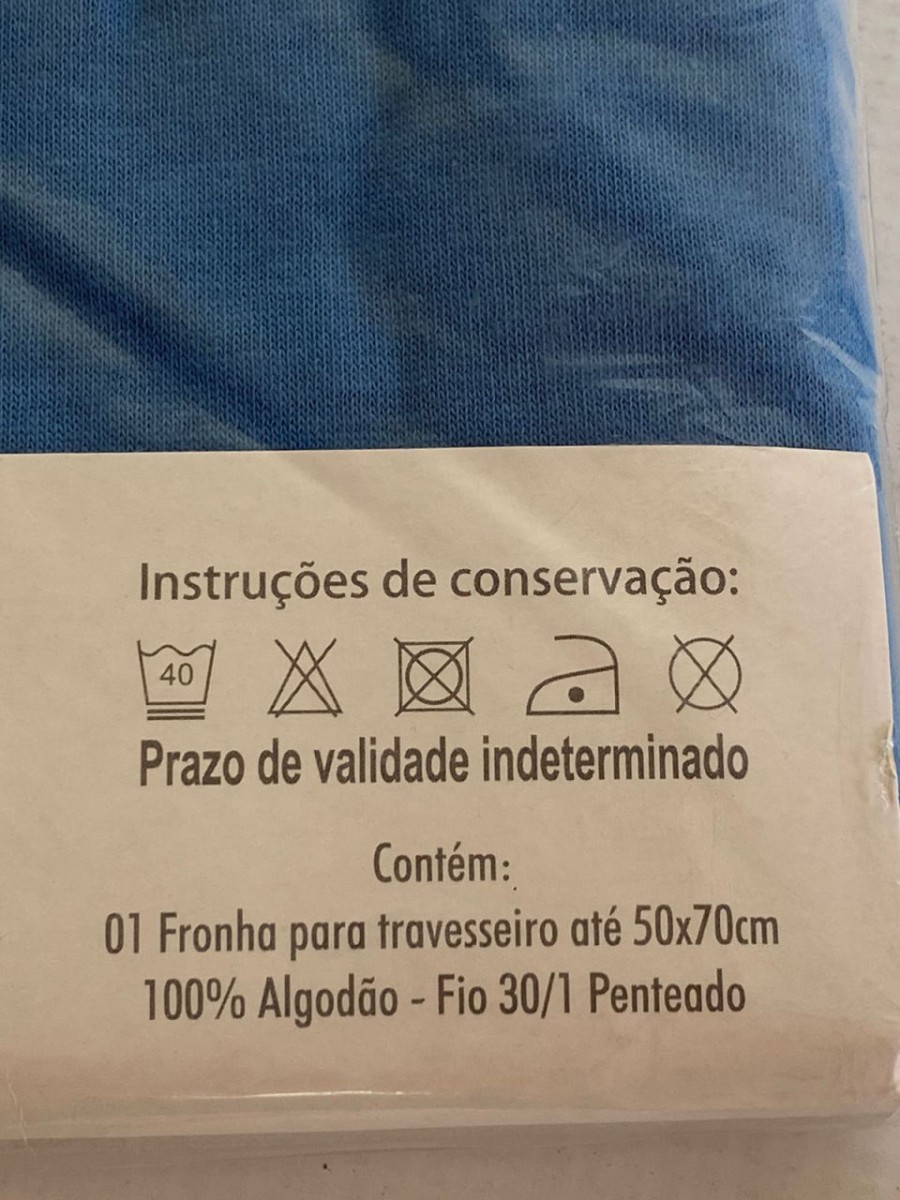 Instruções de conservação:
40
Prazo de validade indeterminado
Contém:
01 Fronha para travesseiro até 50x70cm
100% Algodão - Fio 30/1 Penteado